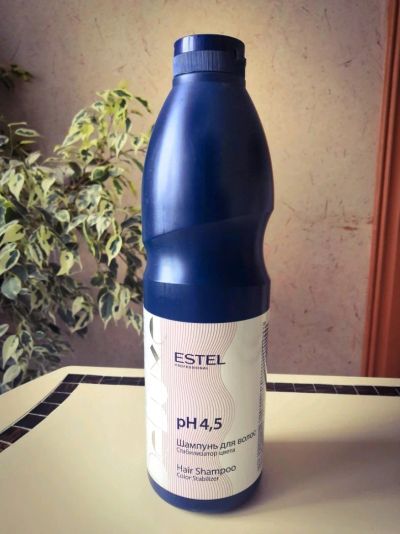 ESTEL
PROFESSIONAL
pH 4,5
Шампунь для волос
Стабилизатор цвета
Hair Shampoo
Color Stabilizer